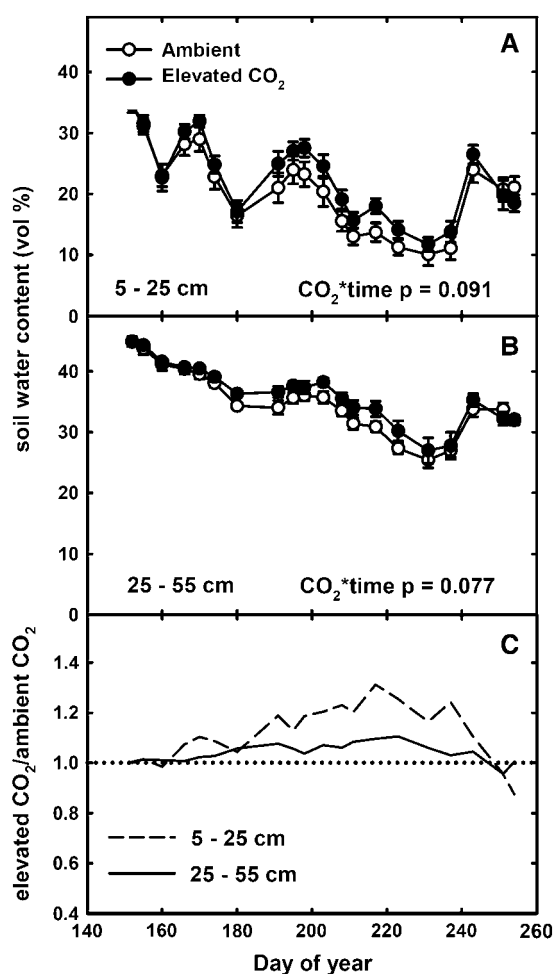 A
Ambient
Elevated CO₂
40
30
20
10
5 - 25 cm
CO₂*time p = 0.091
0
B
40
30
20
10
25 - 55 cm
CO₂*time p = 0.077
0
soil water content (vol %)
C
1.4
1.2
1.0
0.8
0.6
0.4
5 - 25 cm
25 - 55 cm
elevated CO₂/ambient CO₂
140 160 180 200 220 240 260
Day of year